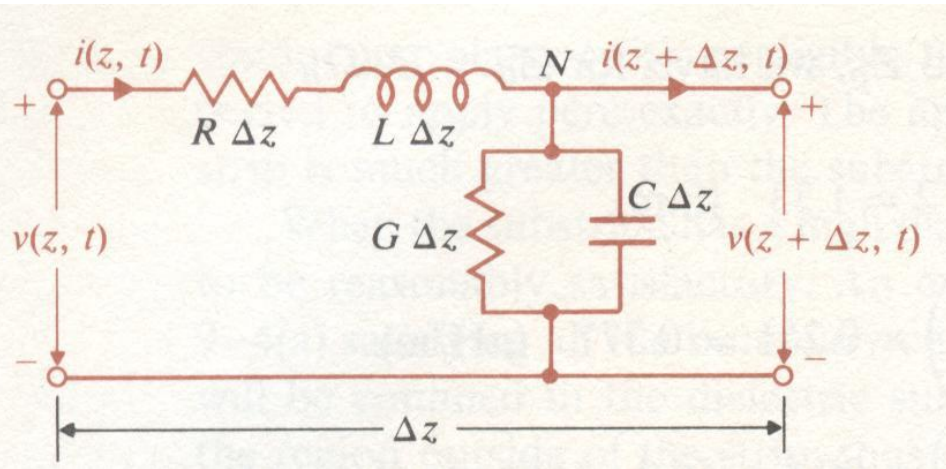 i(z, t)
N
i(z + Δz, t)
+
+
R Δz
L Δz
C Δz
v(z, t)
G Δz
v(z + Δz, t)
−
−
Δz